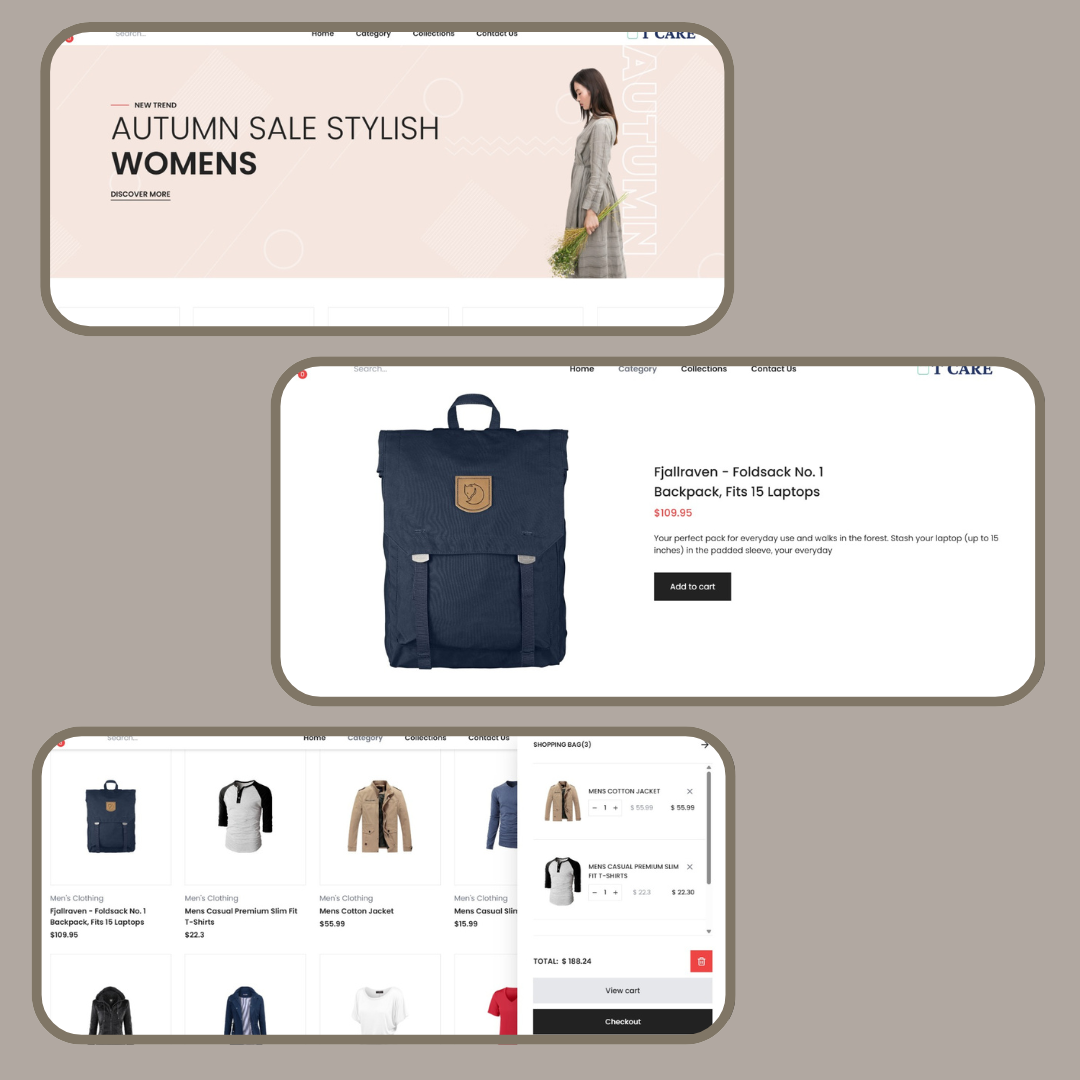 Search...
Home Category Collections Contact Us
T CARE
NEW TREND
AUTUMN SALE STYLISH
WOMENS
DISCOVER MORE
AUTUMN
0
Search...
Home Category Collections Contact Us
T CARE
Fjallraven - Foldsack No. 1
Backpack, Fits 15 Laptops
$109.95
Your perfect pack for everyday use and walks in the forest. Stash your laptop (up to 15
inches) in the padded sleeve, your everyday
Add to cart
Search...
Home Category Collections Contact Us
Men's Clothing
Fjallraven - Foldsack No. 1
Backpack, Fits 15 Laptops
$109.95
Men's Clothing
Mens Casual Premium Slim Fit
T-Shirts
$22.3
Men's Clothing
Mens Cotton Jacket
$55.99
Men's Clothing
Mens Casual Slin
$15.99
SHOPPING BAG(3)
MENS COTTON JACKET
− 1 + $ 55.99 $ 55.99
MENS CASUAL PREMIUM SLIM
FIT T-SHIRTS
− 1 + $ 22.3 $ 22.30
TOTAL: $ 188.24
View cart
Checkout